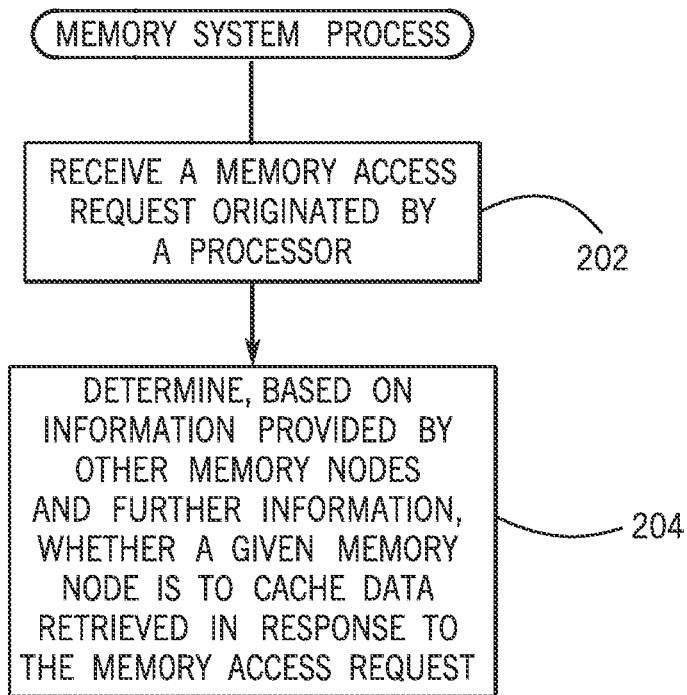 MEMORY SYSTEM PROCESS
RECEIVE A MEMORY ACCESS
REQUEST ORIGINATED BY
A PROCESSOR
202
DETERMINE, BASED ON
INFORMATION PROVIDED BY
OTHER MEMORY NODES
AND FURTHER INFORMATION,
WHETHER A GIVEN MEMORY
NODE IS TO CACHE DATA
RETRIEVED IN RESPONSE TO
THE MEMORY ACCESS REQUEST
204